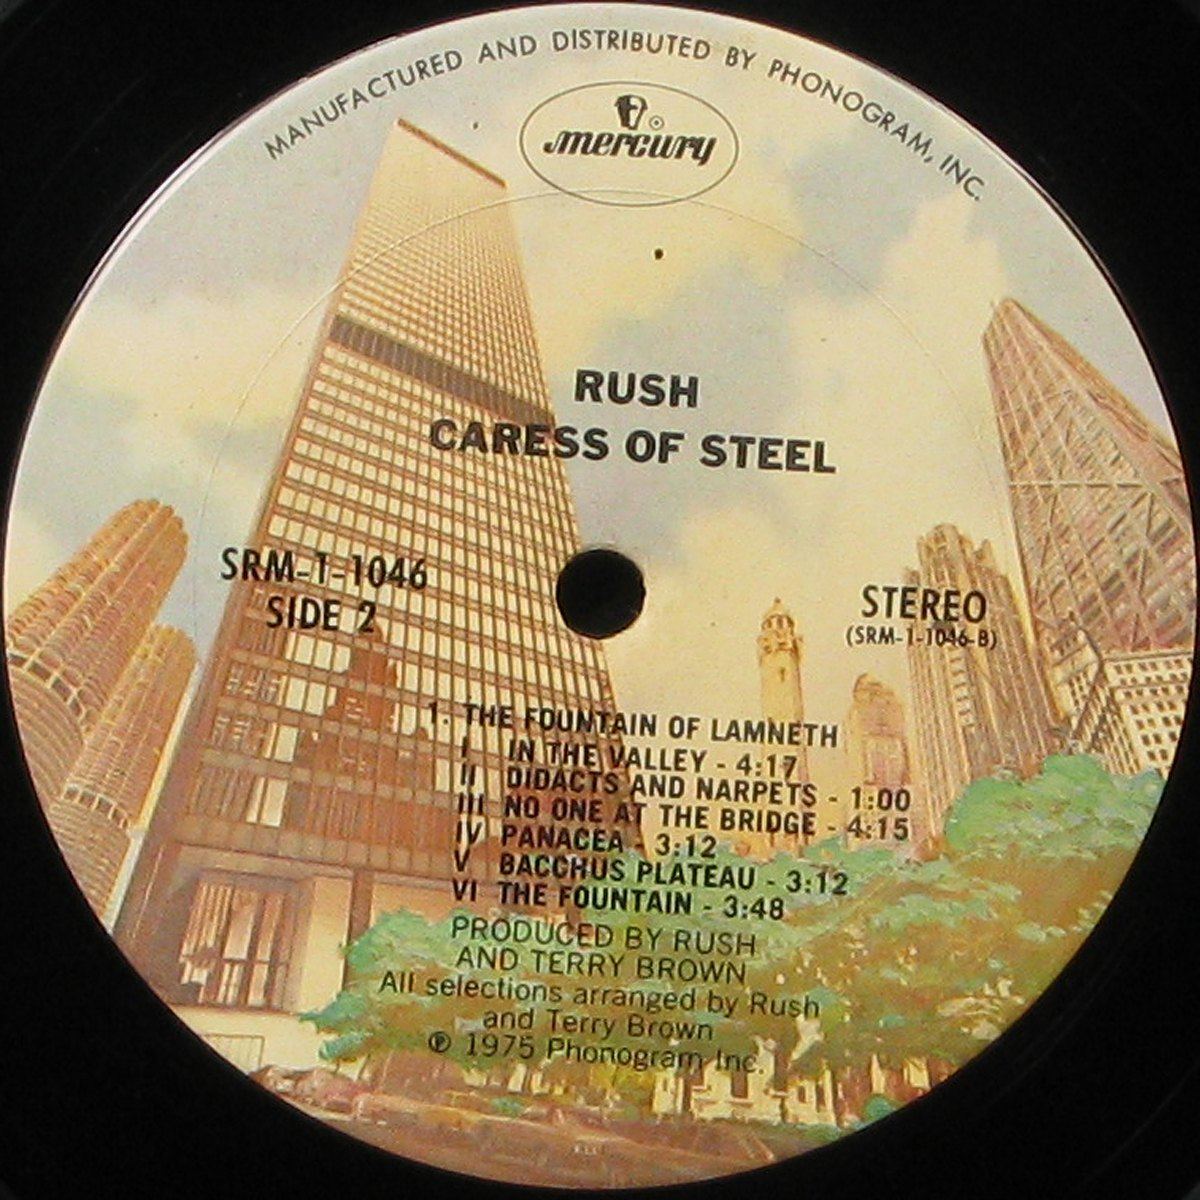 MANUFACTURED AND DISTRIBUTED BY PHONOGRAM, INC.
mercury
RUSH
CARESS OF STEEL
SRM-1-1046
SIDE 2
STEREO
(SRM-1-1046-B)
1. THE FOUNTAIN OF LAMNETH
I IN THE VALLEY - 4:17
II DIDACTS AND NARPETS - 1:00
III NO ONE AT THE BRIDGE - 4:15
IV PANACEA - 3:12
V BACCHUS PLATEAU - 3:12
VI THE FOUNTAIN - 3:48
PRODUCED BY RUSH
AND TERRY BROWN
All selections arranged by Rush
and Terry Brown
℗ 1975 Phonogram Inc.